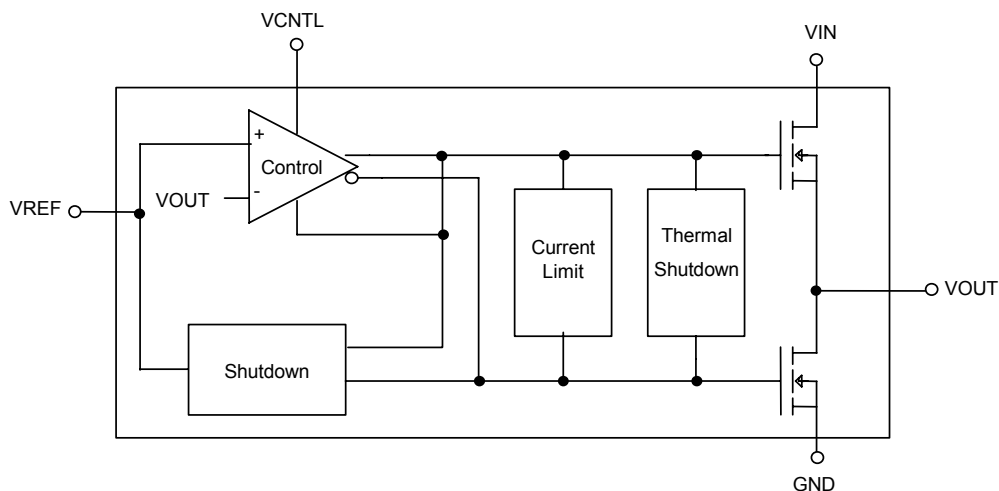 VCNTL
VIN
+
Control
VOUT
-
VREF
Current
Limit
Thermal
Shutdown
VOUT
Shutdown
GND